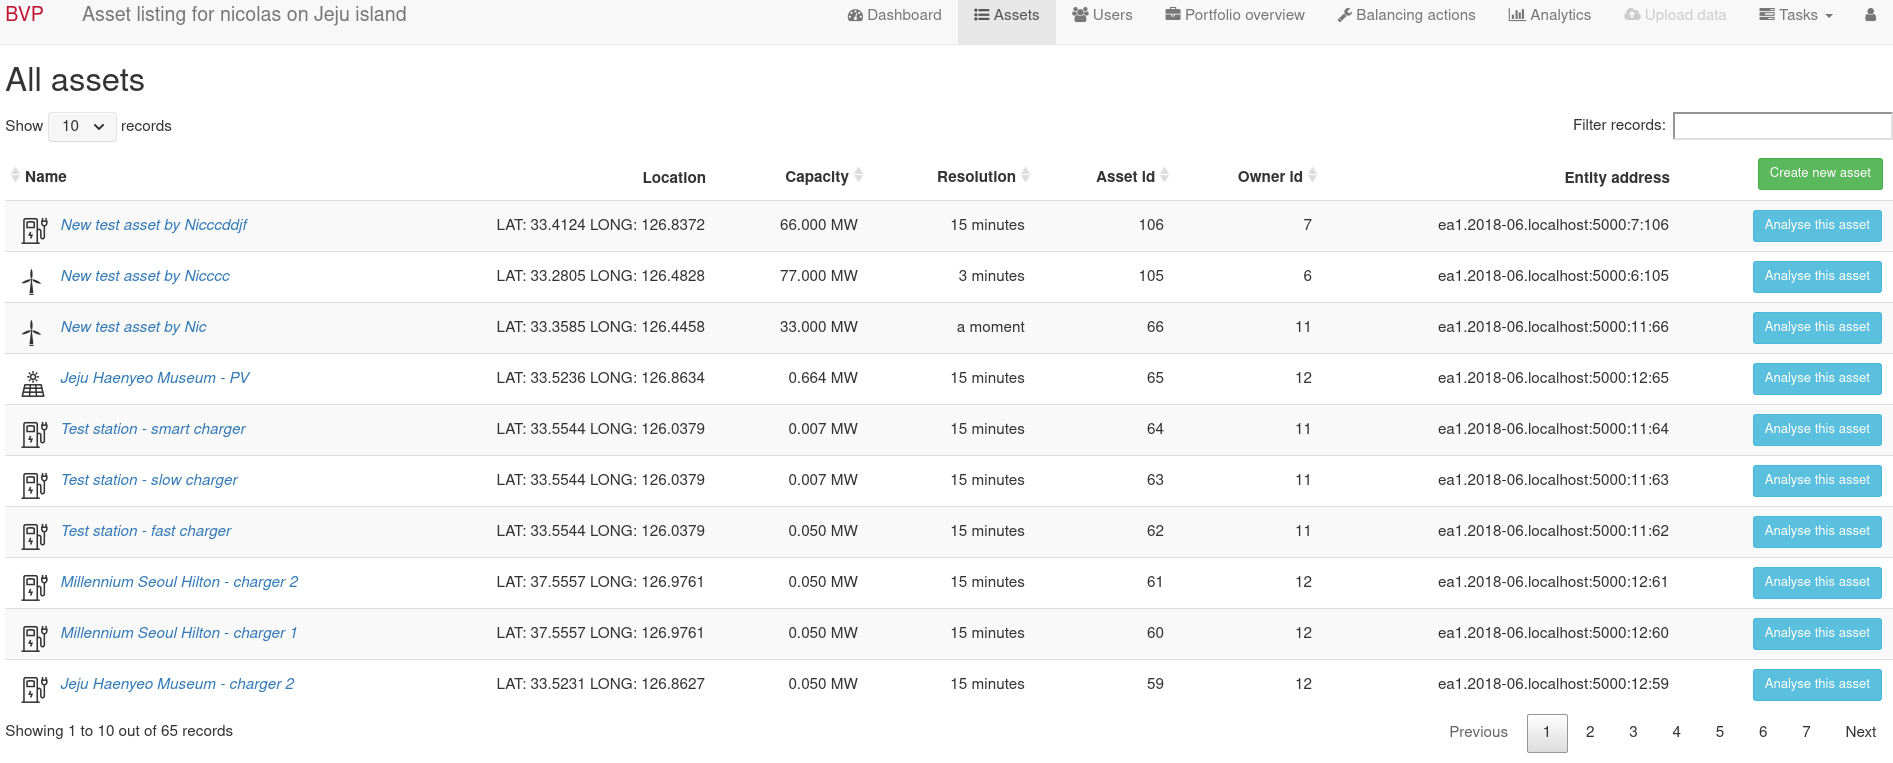 BVP Asset listing for nicolas on Jeju island Dashboard Assets Users Portfolio overview Balancing actions Analytics Upload data Tasks
All assets
Show 10 records Filter records:
Name Location Capacity Resolution Asset id Owner id Entity address Create new asset
New test asset by Nicccddjf LAT: 33.4124 LONG: 126.8372 66.000 MW 15 minutes 106 7 ea1.2018-06.localhost:5000:7:106 Analyse this asset
New test asset by Nicccc LAT: 33.2805 LONG: 126.4828 77.000 MW 3 minutes 105 6 ea1.2018-06.localhost:5000:6:105 Analyse this asset
New test asset by Nic LAT: 33.3585 LONG: 126.4458 33.000 MW a moment 66 11 ea1.2018-06.localhost:5000:11:66 Analyse this asset
Jeju Haenyeo Museum - PV LAT: 33.5236 LONG: 126.8634 0.664 MW 15 minutes 65 12 ea1.2018-06.localhost:5000:12:65 Analyse this asset
Test station - smart charger LAT: 33.5544 LONG: 126.0379 0.007 MW 15 minutes 64 11 ea1.2018-06.localhost:5000:11:64 Analyse this asset
Test station - slow charger LAT: 33.5544 LONG: 126.0379 0.007 MW 15 minutes 63 11 ea1.2018-06.localhost:5000:11:63 Analyse this asset
Test station - fast charger LAT: 33.5544 LONG: 126.0379 0.050 MW 15 minutes 62 11 ea1.2018-06.localhost:5000:11:62 Analyse this asset
Millennium Seoul Hilton - charger 2 LAT: 37.5557 LONG: 126.9761 0.050 MW 15 minutes 61 12 ea1.2018-06.localhost:5000:12:61 Analyse this asset
Millennium Seoul Hilton - charger 1 LAT: 37.5557 LONG: 126.9761 0.050 MW 15 minutes 60 12 ea1.2018-06.localhost:5000:12:60 Analyse this asset
Jeju Haenyeo Museum - charger 2 LAT: 33.5231 LONG: 126.8627 0.050 MW 15 minutes 59 12 ea1.2018-06.localhost:5000:12:59 Analyse this asset
Showing 1 to 10 out of 65 records Previous 1 2 3 4 5 6 7 Next